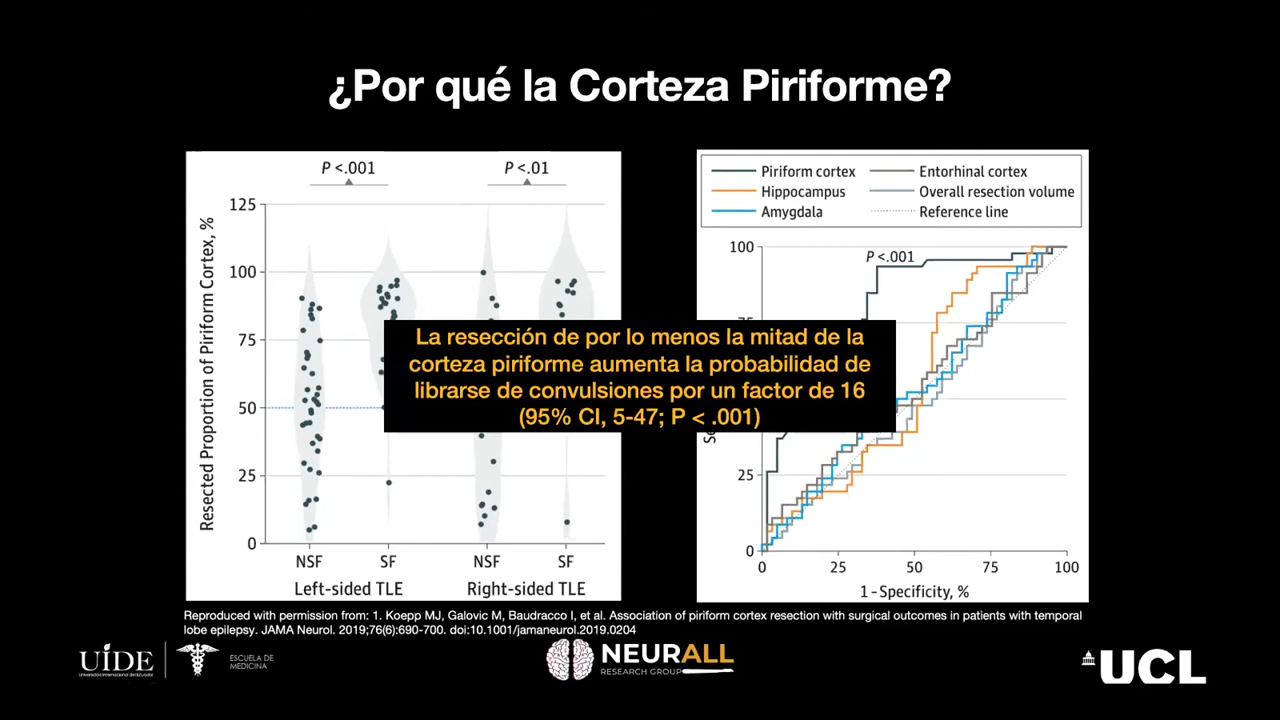 ¿Por qué la Corteza Piriforme?
P <.001
P <.01
Resected Proportion of Piriform Cortex, %
125
100
75
50
25
0
NSF
SF
NSF
SF
Left-sided TLE
Right-sided TLE
Piriform cortex
Entorhinal cortex
Hippocampus
Overall resection volume
Amygdala
Reference line
100
P <.001
25
0
0
25
50
75
100
1 - Specificity, %
La resección de por lo menos la mitad de la
corteza piriforme aumenta la probabilidad de
librarse de convulsiones por un factor de 16
(95% CI, 5-47; P < .001)
Reproduced with permission from: 1. Koepp MJ, Galovic M, Baudracco I, et al. Association of piriform cortex resection with surgical outcomes in patients with temporal
lobe epilepsy. JAMA Neurol. 2019;76(6):690-700. doi:10.1001/jamaneurol.2019.0204
UIDE
Universidad Internacional del Ecuador
ESCUELA DE
MEDICINA
NEURALL
RESEARCH GROUP
UCL